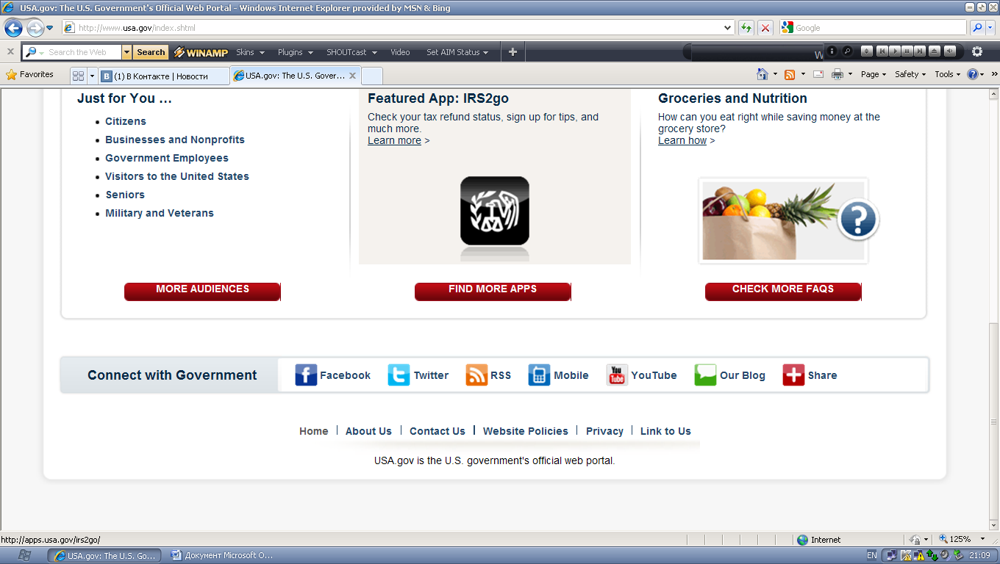 USA.gov: The U.S. Government's Official Web Portal - Windows Internet Explorer provided by MSN & Bing
http://www.usa.gov/index.shtml
Google
Search the Web
Search
WINAMP
Skins
Plugins
SHOUTcast
Video
Set AIM Status
W
Favorites
(1) В Контакте | Новости
USA.gov: The U.S. Gover...
Page
Safety
Tools
Just for You ...
Citizens
Businesses and Nonprofits
Government Employees
Visitors to the United States
Seniors
Military and Veterans
MORE AUDIENCES
Featured App: IRS2go
Check your tax refund status, sign up for tips, and
much more.
Learn more >
FIND MORE APPS
Groceries and Nutrition
How can you eat right while saving money at the
grocery store?
Learn how >
?
CHECK MORE FAQS
Connect with Government
Facebook
Twitter
RSS
Mobile
You Tube
YouTube
Our Blog
Share
Home | About Us | Contact Us | Website Policies | Privacy | Link to Us
USA.gov is the U.S. government's official web portal.
http://apps.usa.gov/irs2go/
Internet
125%
USA.gov: The U.S. Go...
Документ Microsoft O...
EN
21:09